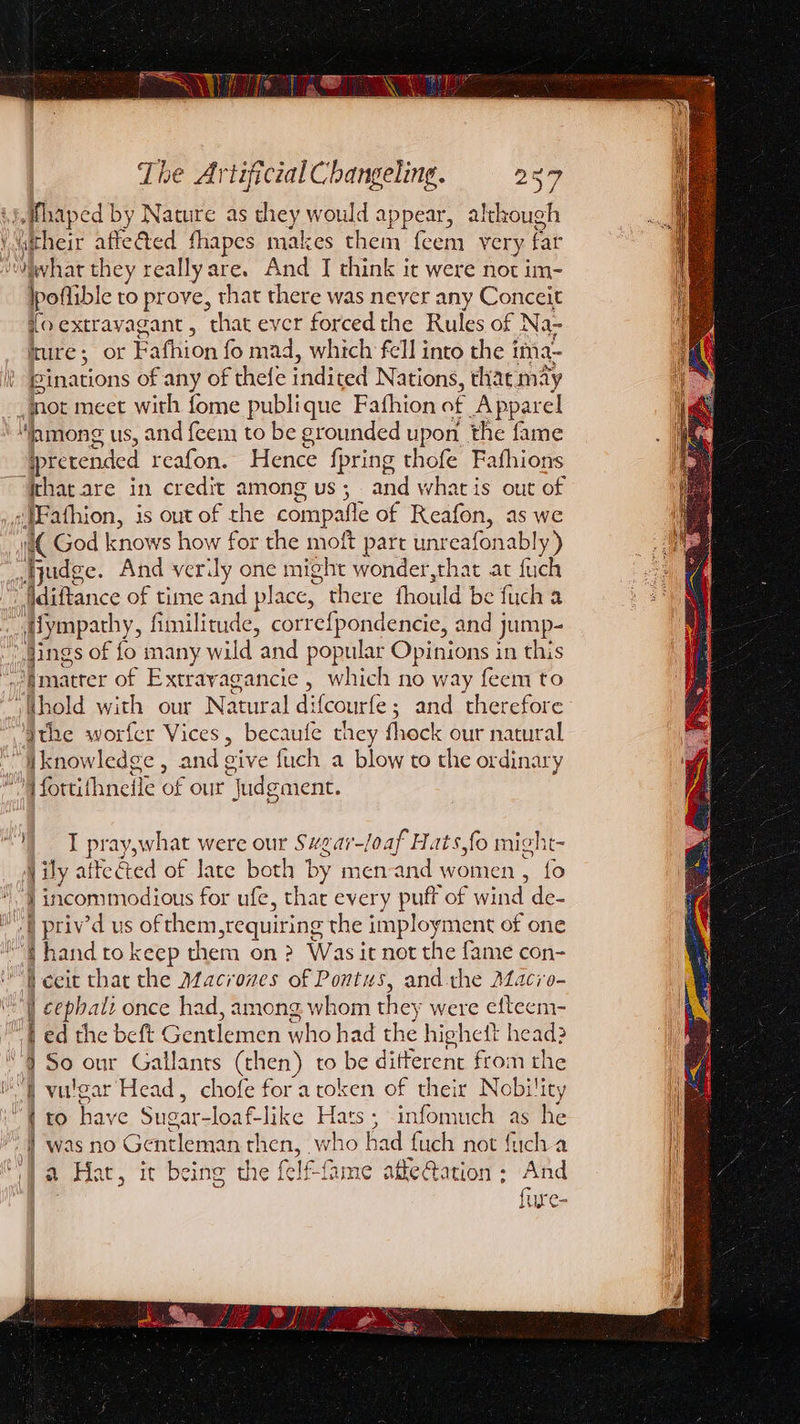 The Artificial Changeling. 257
ſhaped by Nature as they would appear, although
their affected ſhapes makes them ſeem very far
what they really are. And I think it were not im-
poſſible to prove, that there was never any Conceit
ſo extravagant, that ever forced the Rules of Na-
ture; or Faſhion ſo mad, which fell into the ima-
ginations of any of theſe indited Nations, that may
not meet with ſome publique Faſhion of Apparel
among us, and ſeem to be grounded upon the ſame
pretended reaſon. Hence ſpring thoſe Faſhions
that are in credit among us; and what is out of
Faſhion, is out of the compaſſe of Reaſon, as we
( God knows how for the moſt part unreaſonably )
judge. And verily one might wonder, that at ſuch
diſtance of time and place, there ſhould be ſuch a
ſympathy, ſimilitude, correſpondencie, and jump-
ings of ſo many wild and popular Opinions in this
matter of Extravagancie, which no way ſeem to
hold with our Natural diſcourſe; and therefore
the worſer Vices, becauſe they ſhock our natural
knowledge, and give ſuch a blow to the ordinary
ſottiſhneſſe of our judgment.
I pray, what were our Sugar-loaf Hats, ſo might-
ily affected of late both by men and women, ſo
incommodious for uſe, that every puff of wind de-
priv'd us of them, requiring the imployment of one
hand to keep them on? Was it not the ſame con-
ceit that the Macrones of Pontus, and the Macro-
cephali once had, among whom they were eſteem-
ed the beſt Gentlemen who had the higheſt head?
So our Gallants (then) to be different from the
vulgar Head, choſe for a token of their Nobility
to have Sugar-loaf-like Hats; inſomuch as he
was no Gentleman then, who had ſuch not ſuch a
a Hat, it being the ſelf-ſame affectation: And
ſure-